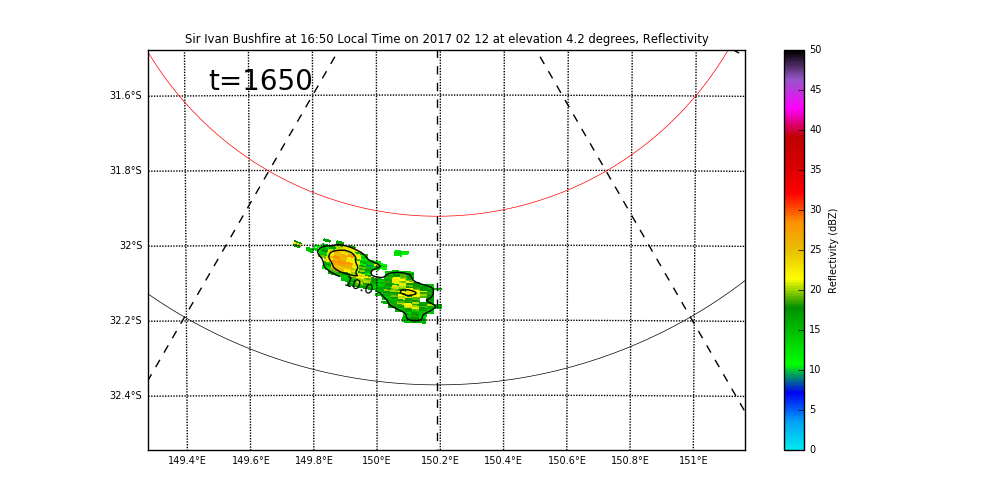 Sir Ivan Bushfire at 16:50 Local Time on 2017 02 12 at elevation 4.2 degrees, Reflectivity
t=1650
31.6°S
31.8°S
32°S
32.2°S
32.4°S
149.4°E 149.6°E 149.8°E 150°E 150.2°E 150.4°E 150.6°E 150.8°E 151°E
50
45
40
35
30
25
20
15
10
5
0
Reflectivity (dBZ)